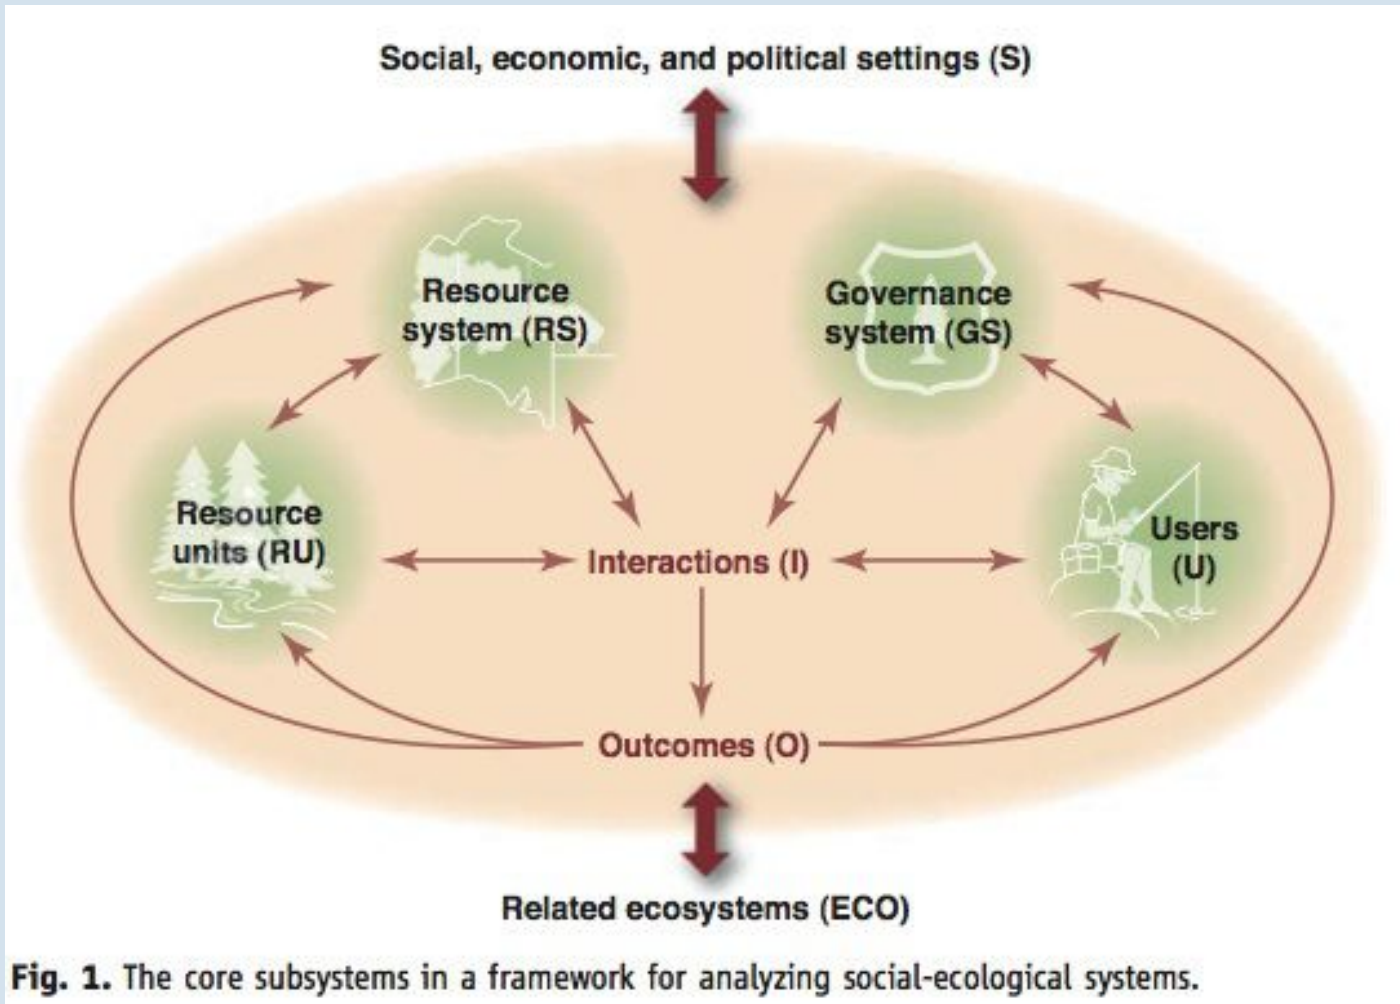 Social, economic, and political settings (S)
Resource
system (RS)
Governance
system (GS)
Resource
units (RU)
Interactions (I)
Users
(U)
Outcomes (O)
Related ecosystems (ECO)
Fig. 1. The core subsystems in a framework for analyzing social-ecological systems.